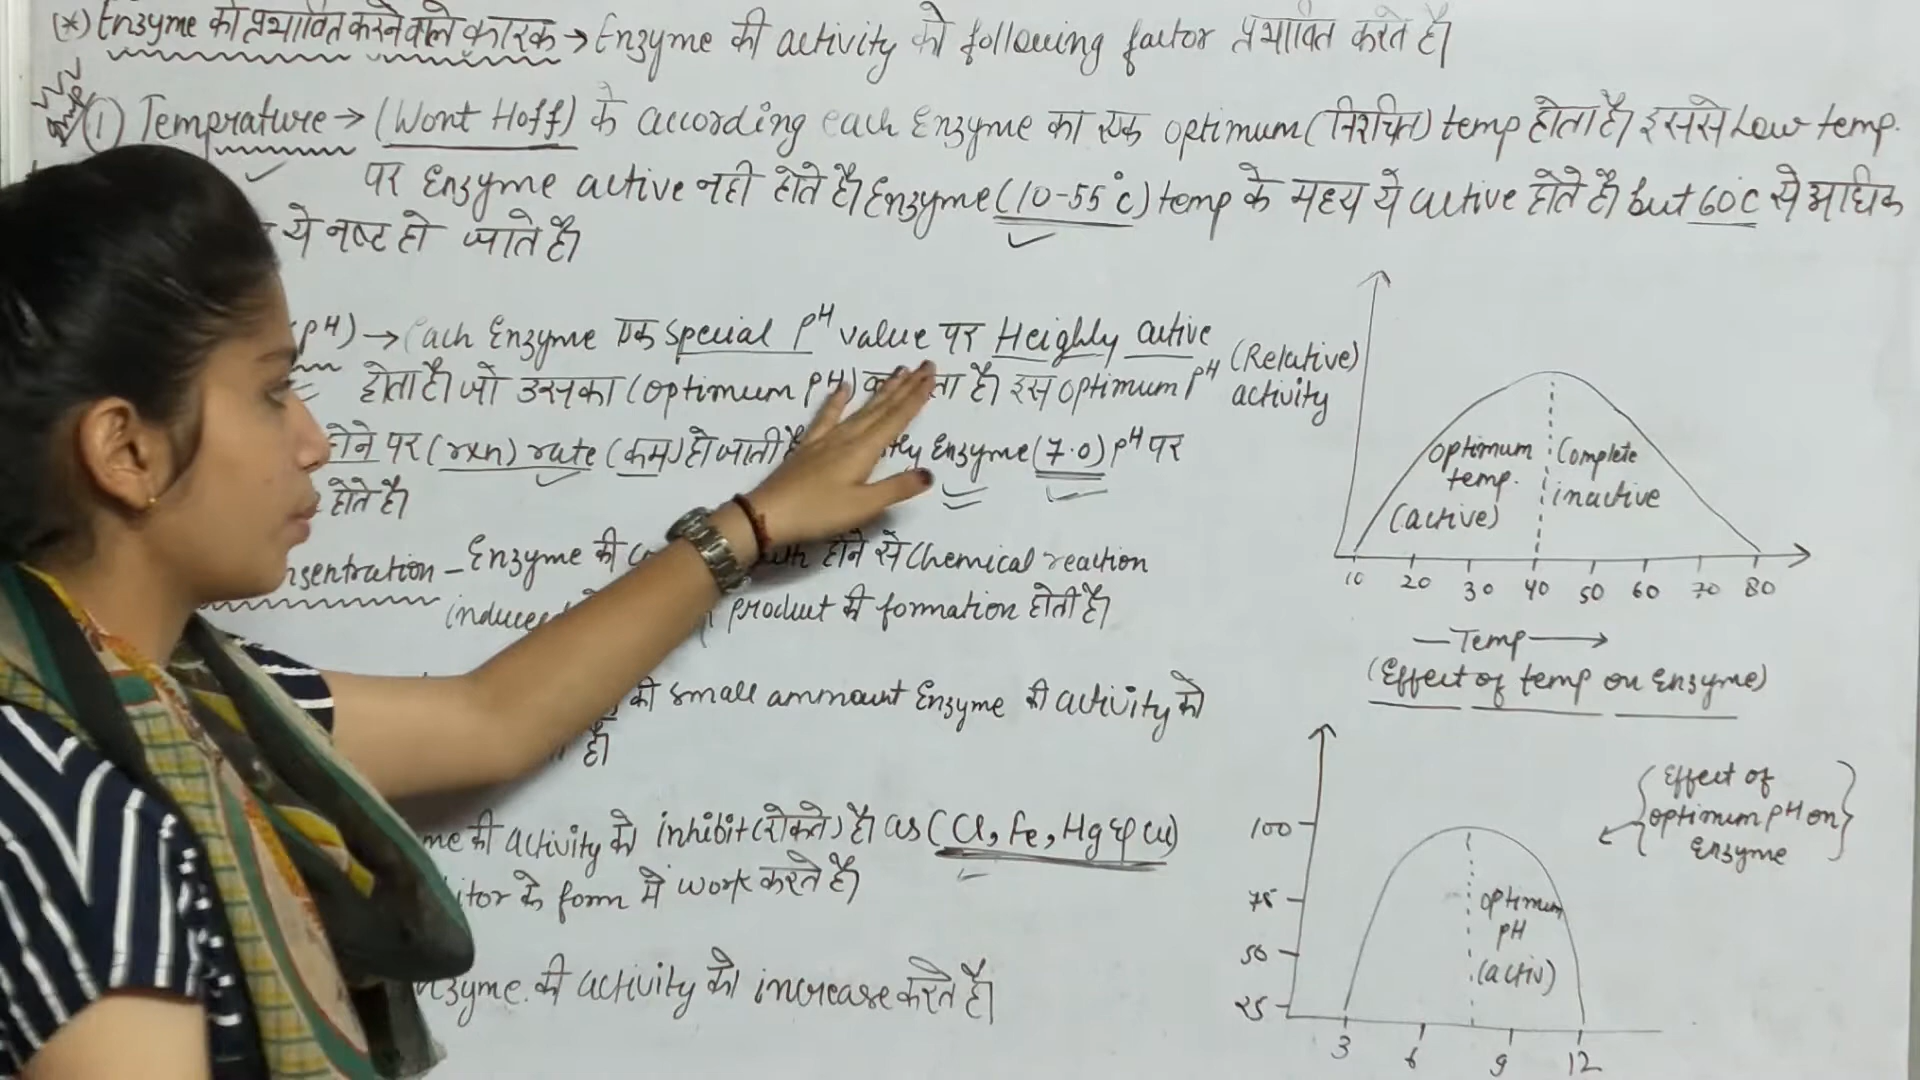 (*) Enzyme को प्रभावित करने वाले कारक → Enzyme की activity को following factor प्रभावित करते है।
(1) Temprature → (Wont Hoff) के according each Enzyme का एक optimum (निश्चित) temp होता है। इससे Low temp.
पर Enzyme active नही होते है। Enzyme (10-55°c) temp के मध्य ये active होते है। but 60°c से अधिक
ये नष्ट हो जाते है।
(pH) → Each Enzyme एक special pH value पर Heighly active
होता है। जो उसका (optimum pH) है। इस optimum pH
होने पर (rxn) rate (कम) हो जाती है Enzyme (7.0) pH पर
होते है।
nsentration - Enzyme की होने से Chemical reaction
product की formation होती है।
की small ammount Enzyme की activity को
है।
me की activity को inhibit (रोकते) है। as (Cl, Fe, Hg & Cu)
itor के form मे work करते है।
nzyme की activity को increase करते है।
(Relative)
activity
optimum
temp.
(active)
Complete
inactive
10 20 30 40 50 60 70 80
— Temp →
(Effect of temp on Enzyme)
{Effect of
optimum pH on
Enzyme}
100
75
50
25
optimum
pH
(activ)
3 6 9 12